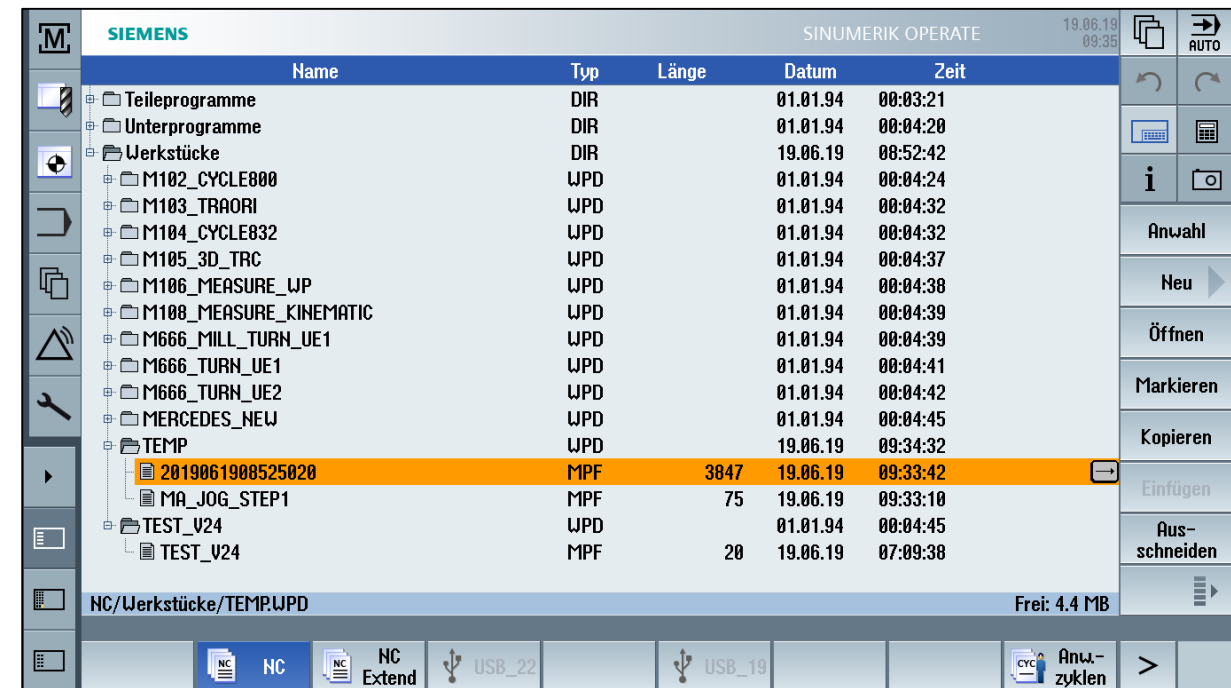 M SIEMENS SINUMERIK OPERATE 19.06.19
09:35 AUTO
Name Typ Länge Datum Zeit
Teileprogramme DIR 01.01.94 00:03:21
Unterprogramme DIR 01.01.94 00:04:20
Werkstücke DIR 19.06.19 08:52:42
M102_CYCLE800 WPD 01.01.94 00:04:24
M103_TRAORI WPD 01.01.94 00:04:32
M104_CYCLE832 WPD 01.01.94 00:04:32
M105_3D_TRC WPD 01.01.94 00:04:37
M106_MEASURE_WP WPD 01.01.94 00:04:38
M108_MEASURE_KINEMATIC WPD 01.01.94 00:04:39
M666_MILL_TURN_UE1 WPD 01.01.94 00:04:39
M666_TURN_UE1 WPD 01.01.94 00:04:41
M666_TURN_UE2 WPD 01.01.94 00:04:42
MERCEDES_NEW WPD 01.01.94 00:04:45
TEMP WPD 19.06.19 09:34:32
2019061908525020 MPF 3847 19.06.19 09:33:42
MA_JOG_STEP1 MPF 75 19.06.19 09:33:10
TEST_V24 WPD 01.01.94 00:04:45
TEST_V24 MPF 20 19.06.19 07:09:38
NC/Werkstücke/TEMP.WPD Frei: 4.4 MB
i
Anwahl
Neu
Öffnen
Markieren
Kopieren
Einfügen
Aus-
schneiden
NC NC
NC NC
Extend
USB_22
USB_19
CYC Anw.-
zyklen
>